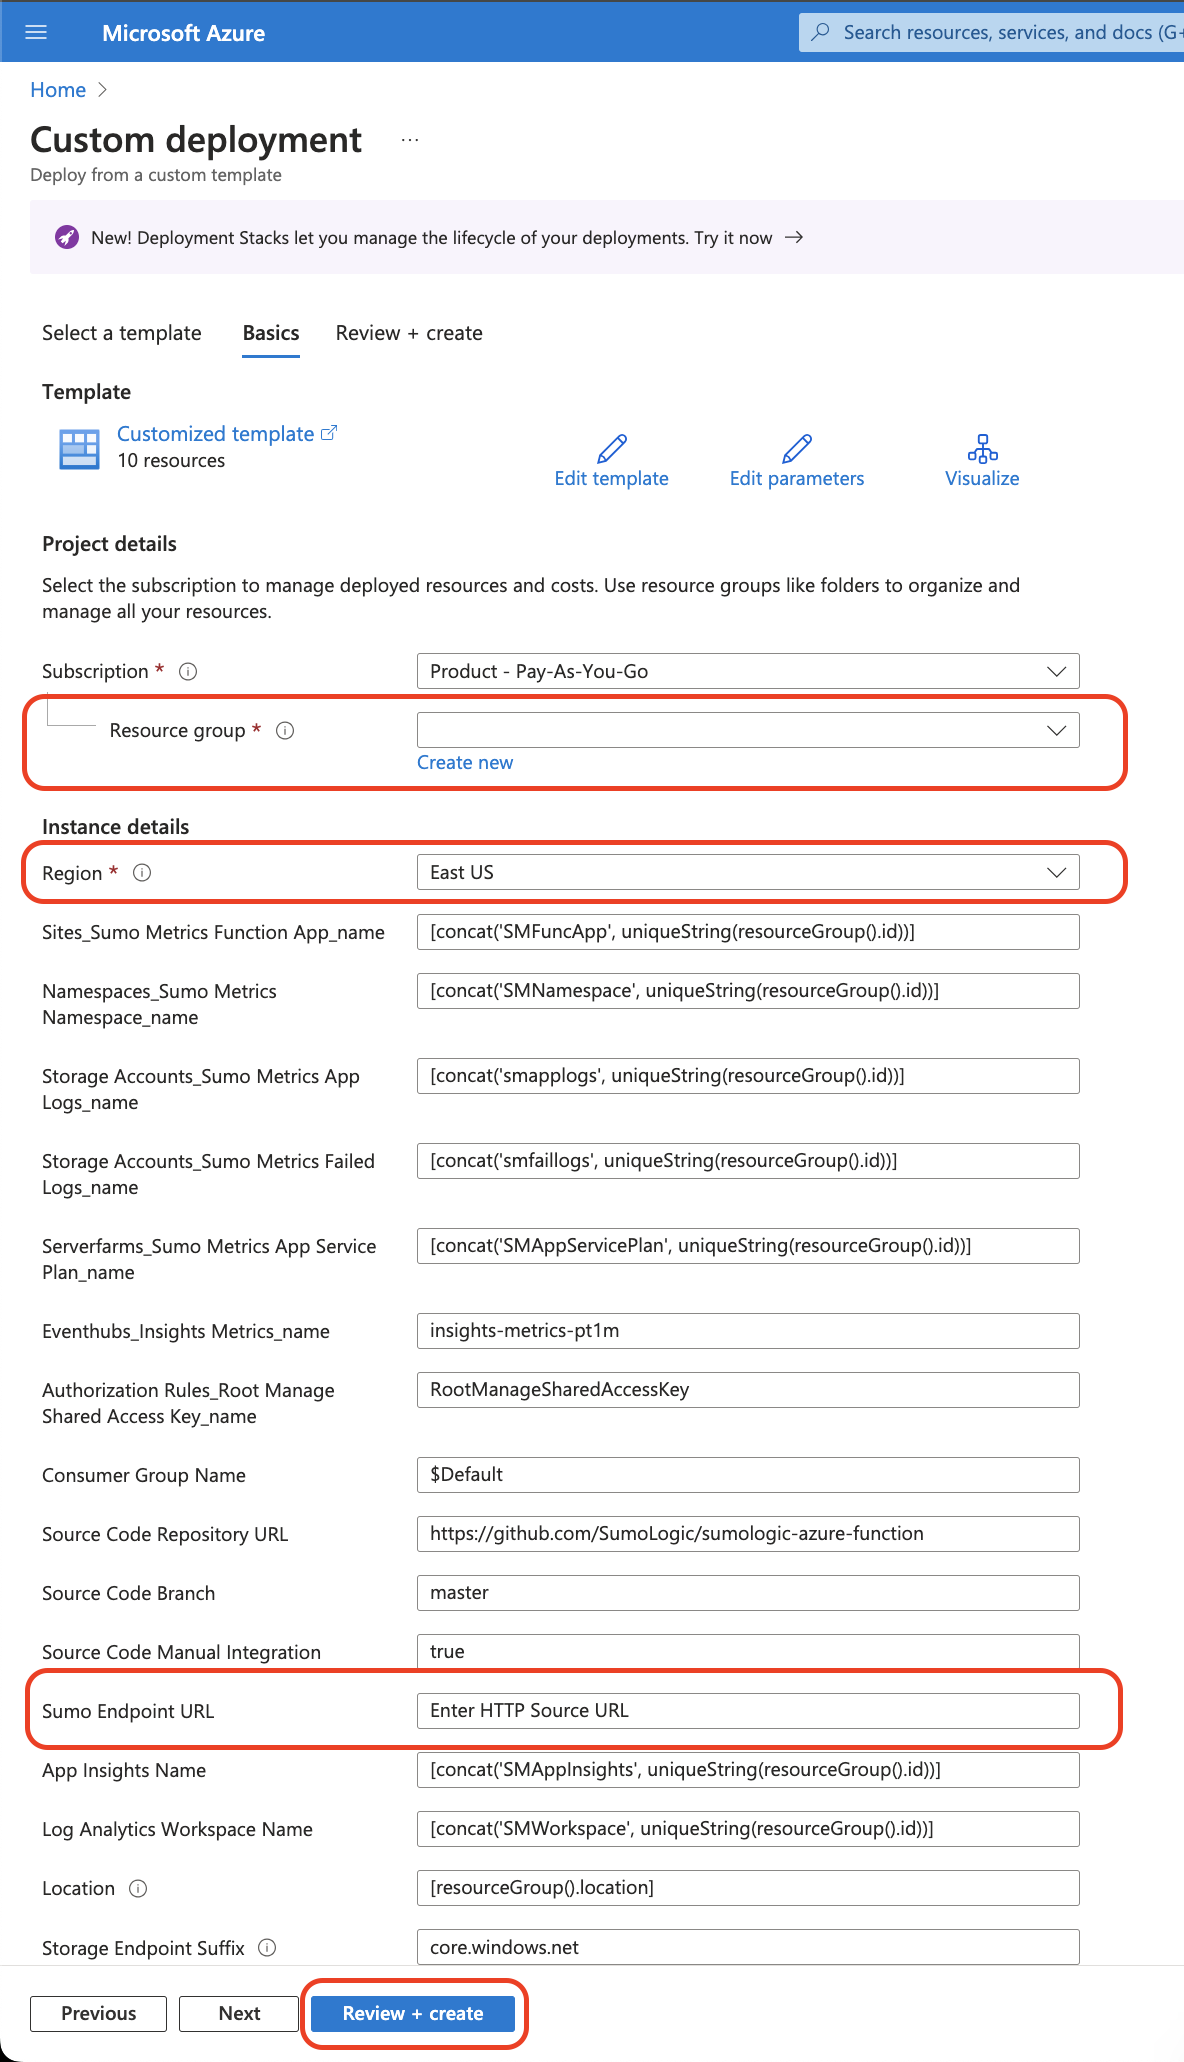 Microsoft Azure
Search resources, services, and docs (G+
Home
Custom deployment ...
Deploy from a custom template
New! Deployment Stacks let you manage the lifecycle of your deployments. Try it now →
Select a template Basics Review + create
Template
Customized template
10 resources
Edit template Edit parameters Visualize
Project details
Select the subscription to manage deployed resources and costs. Use resource groups like folders to organize and
manage all your resources.
Subscription * Product - Pay-As-You-Go
Resource group *
Create new
Instance details
Region * East US
Sites_Sumo Metrics Function App_name [concat('SMFuncApp', uniqueString(resourceGroup().id))]
Namespaces_Sumo Metrics [concat('SMNamespace', uniqueString(resourceGroup().id))]
Namespace_name
Storage Accounts_Sumo Metrics App [concat('smapplogs', uniqueString(resourceGroup().id))]
Logs_name
Storage Accounts_Sumo Metrics Failed [concat('smfaillogs', uniqueString(resourceGroup().id))]
Logs_name
Serverfarms_Sumo Metrics App Service [concat('SMAppServicePlan', uniqueString(resourceGroup().id))]
Plan_name
Eventhubs_Insights Metrics_name insights-metrics-pt1m
Authorization Rules_Root Manage RootManageSharedAccessKey
Shared Access Key_name
Consumer Group Name $Default
Source Code Repository URL https://github.com/SumoLogic/sumologic-azure-function
Source Code Branch master
Source Code Manual Integration true
Sumo Endpoint URL Enter HTTP Source URL
App Insights Name [concat('SMAppInsights', uniqueString(resourceGroup().id))]
Log Analytics Workspace Name [concat('SMWorkspace', uniqueString(resourceGroup().id))]
Location [resourceGroup().location]
Storage Endpoint Suffix core.windows.net
Previous Next Review + create